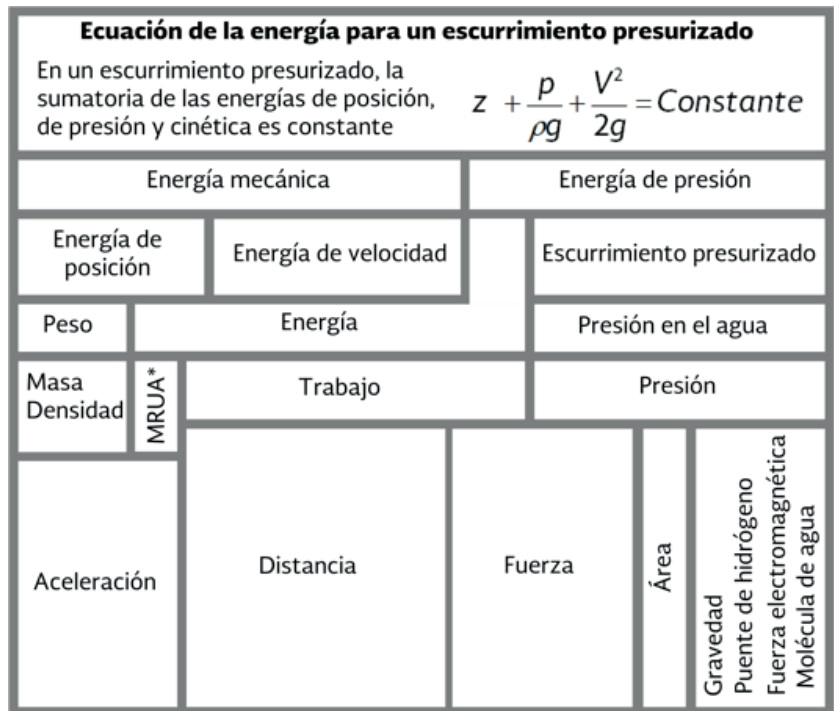 Ecuación de la energía para un escurrimiento presurizado
En un escurrimiento presurizado, la
sumatoria de las energías de posición,
de presión y cinética es constante
z + p/ρg + V²/2g = Constante
Energía mecánica
Energía de presión
Energía de
posición
Energía de velocidad
Escurrimiento presurizado
Peso
Energía
Presión en el agua
Masa
Densidad
MRUA*
Trabajo
Presión
Aceleración
Distancia
Fuerza
Área
Gravedad
Puente de hidrógeno
Fuerza electromagnética
Molécula de agua